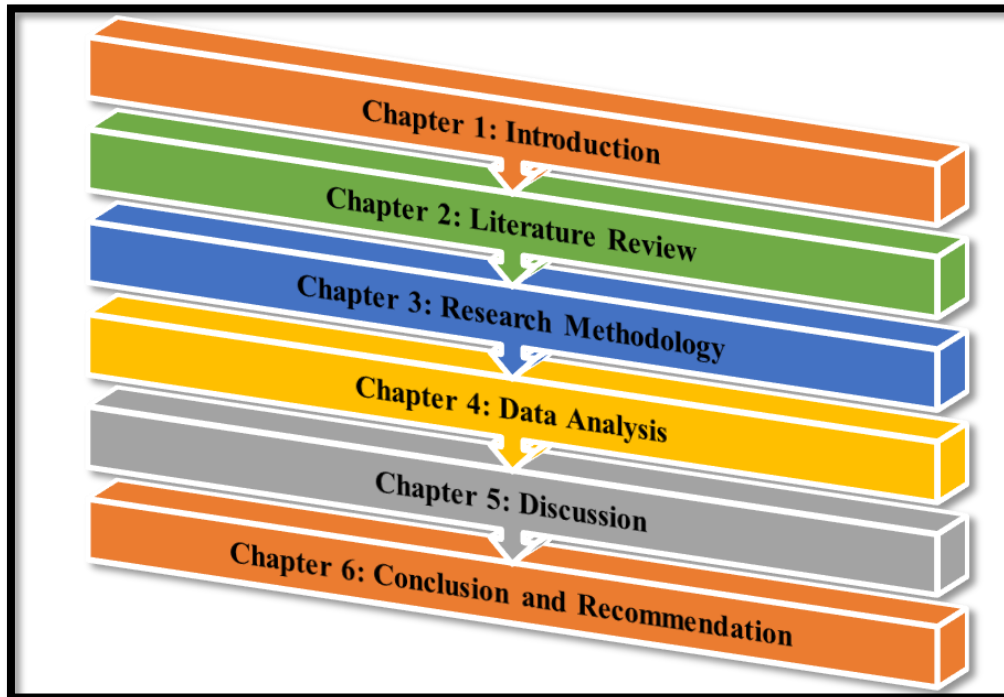 Chapter 1: Introduction
Chapter 2: Literature Review
Chapter 3: Research Methodology
Chapter 4: Data Analysis
Chapter 5: Discussion
Chapter 6: Conclusion and Recommendation